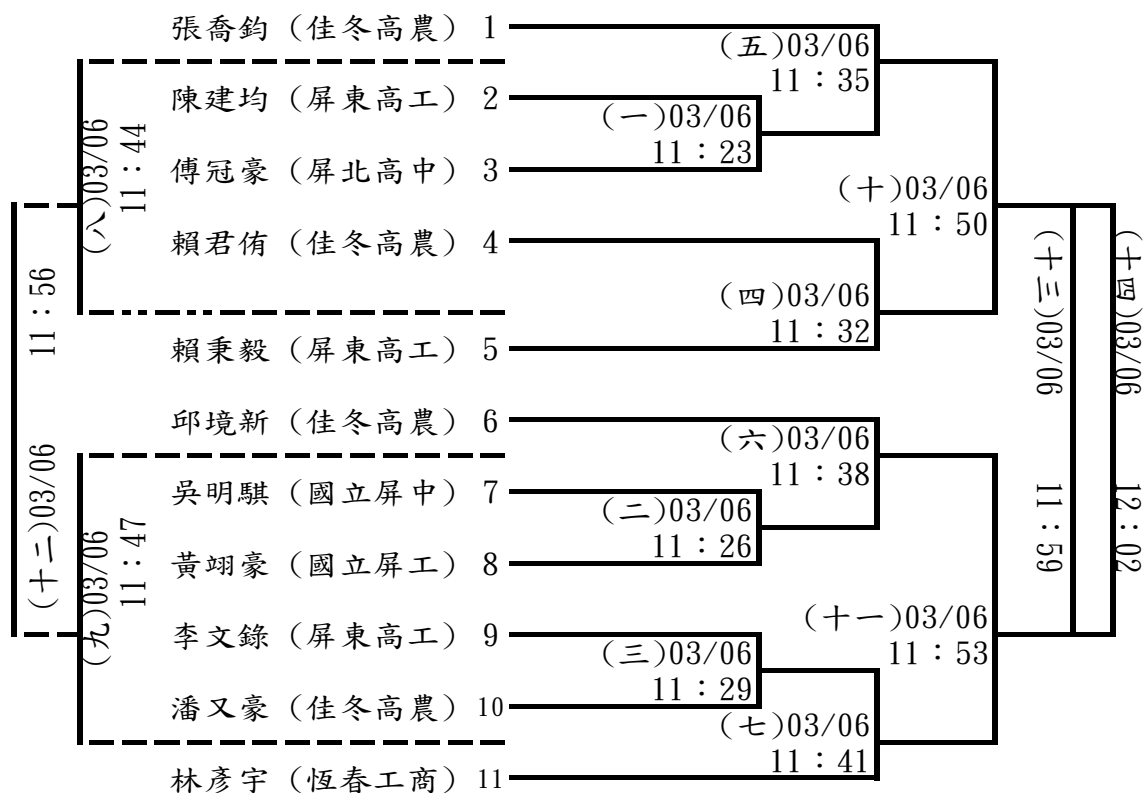 張喬鈞 (佳冬高農) 1
陳建均 (屏東高工) 2
傅冠豪 (屏北高中) 3
賴君侑 (佳冬高農) 4
賴秉毅 (屏東高工) 5
邱境新 (佳冬高農) 6
吳明騏 (國立屏中) 7
黃翊豪 (國立屏工) 8
李文錄 (屏東高工) 9
潘又豪 (佳冬高農) 10
林彥宇 (恆春工商) 11
(一)03/06
11：23
(二)03/06
11：26
(三)03/06
11：29
(四)03/06
11：32
(五)03/06
11：35
(六)03/06
11：38
(七)03/06
11：41
(八)03/06
11：44
(九)03/06
11：47
(十)03/06
11：50
(十一)03/06
11：53
(十二)03/06
11：56
(十三)03/06
11：59
(十四)03/06
12：02